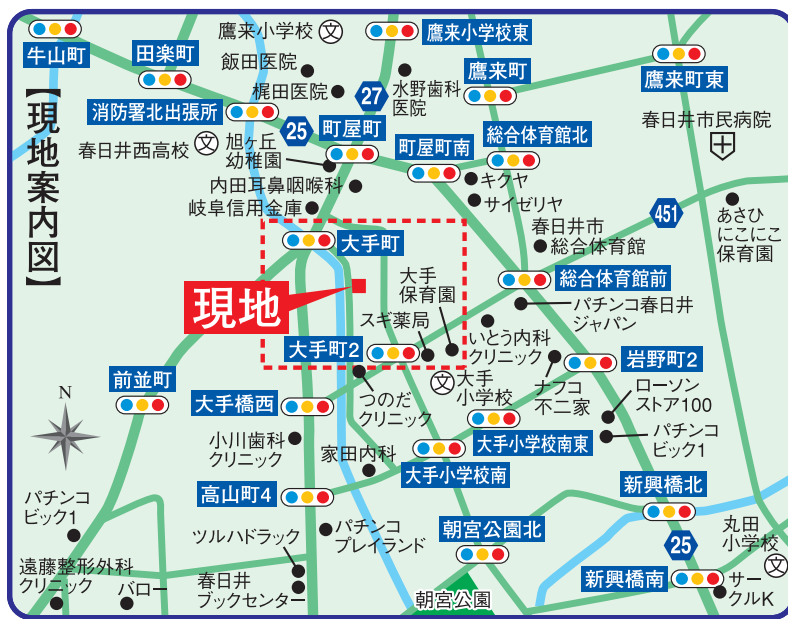 【現地案内図】
牛山町
田楽町
鷹来小学校
文
鷹来小学校東
飯田医院
梶田医院
27
水野歯科
医院
鷹来町
鷹来町東
消防署北出張所
25
春日井西高校
文
旭ヶ丘
幼稚園
町屋町
町屋町南
総合体育館北
春日井市民病院
内田耳鼻咽喉科
キクヤ
サイゼリヤ
岐阜信用金庫
451
あさひ
にこにこ
保育園
春日井市
総合体育館
大手町
総合体育館前
現地
大手
保育園
スギ薬局
パチンコ春日井
ジャパン
いとう内科
クリニック
大手町2
岩野町2
前並町
つのだ
クリニック
文
大手
小学校
ナフコ
不二家
ローソン
ストア100
N
大手橋西
大手小学校南東
パチンコ
ビック1
小川歯科
クリニック
家田内科
大手小学校南
高山町4
新興橋北
パチンコ
ビック1
ツルハドラック
パチンコ
プレイランド
朝宮公園北
25
丸田
小学校
文
遠藤整形外科
クリニック
バロー
春日井
ブックセンター
朝宮公園
新興橋南
サー
クルK